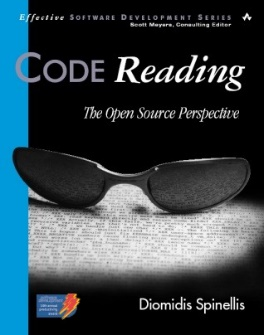 Effective SOFTWARE DEVELOPMENT SERIES
Scott Meyers, Consulting Editor
CODE Reading
The Open Source Perspective
Diomidis Spinellis